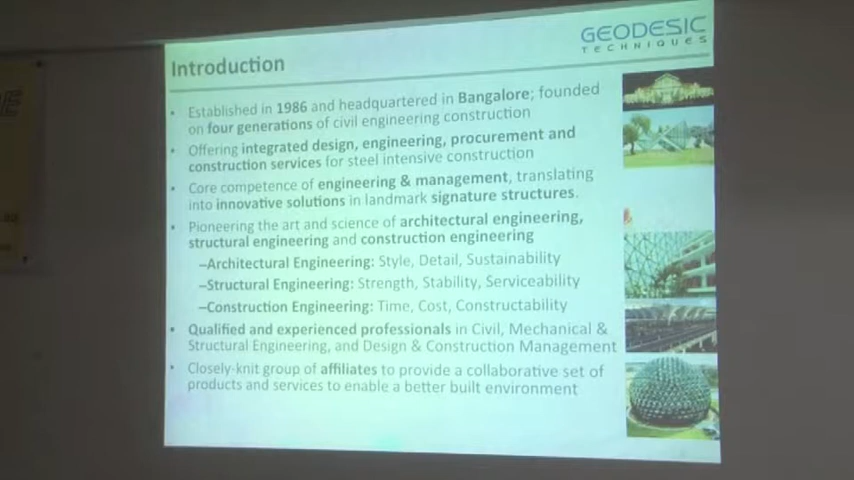 GEODESIC
TECHNIQUES
Introduction
• Established in 1986 and headquartered in Bangalore; founded
on four generations of civil engineering construction
• Offering integrated design, engineering, procurement and
construction services for steel intensive construction
• Core competence of engineering & management, translating
into innovative solutions in landmark signature structures.
• Pioneering the art and science of architectural engineering,
structural engineering and construction engineering
–Architectural Engineering: Style, Detail, Sustainability
–Structural Engineering: Strength, Stability, Serviceability
–Construction Engineering: Time, Cost, Constructability
• Qualified and experienced professionals in Civil, Mechanical &
Structural Engineering, and Design & Construction Management
• Closely-knit group of affiliates to provide a collaborative set of
products and services to enable a better built environment